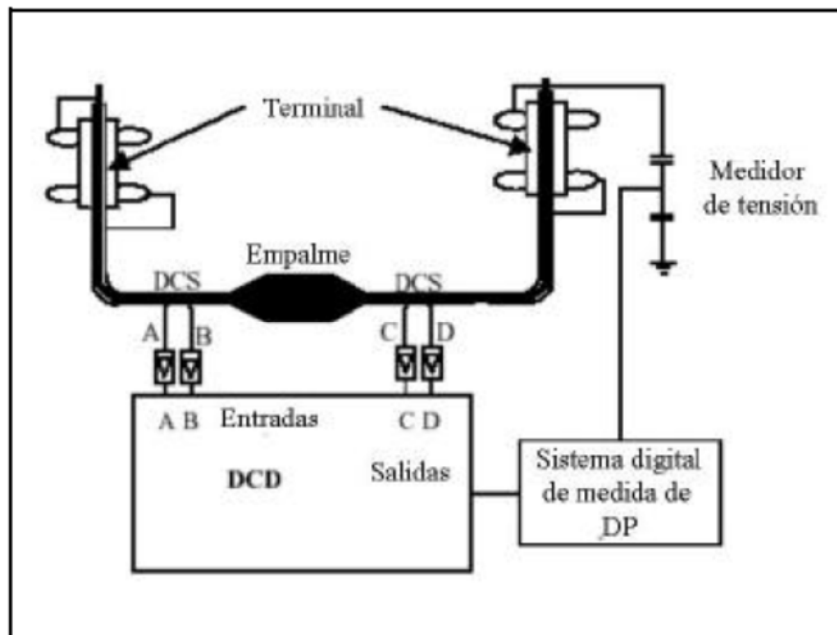 Terminal
Medidor
de tensión
Empalme
DCS
DCS
A
B
C
D
A B
Entradas
C D
Salidas
DCD
Sistema digital
de medida de
DP